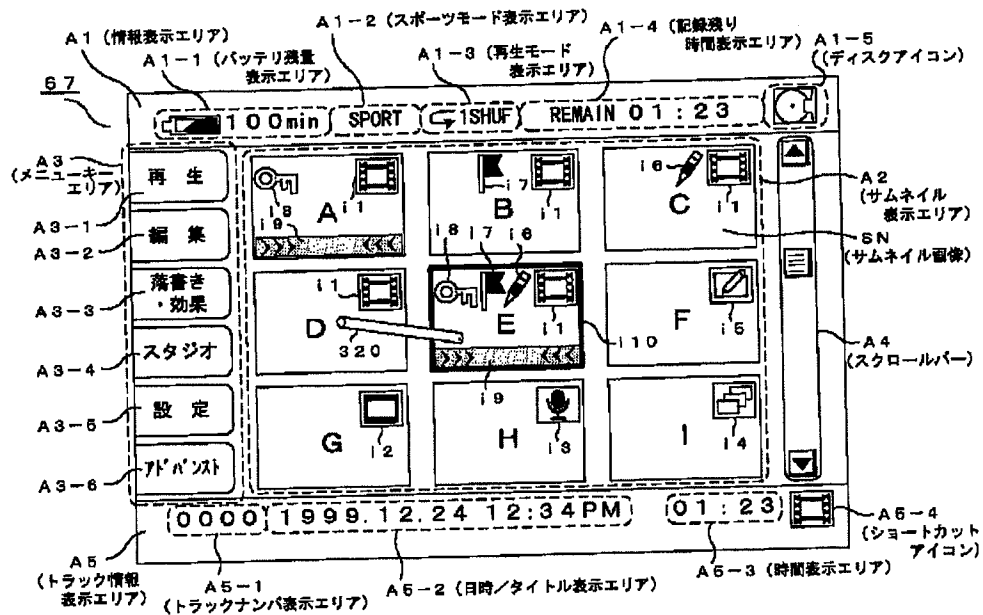 A1-2 (スポーツモード表示エリア)
A1 (情報表示エリア)
A1-4 (記録残り
時間表示エリア)
A1-1 (バッテリ残量
表示エリア)
A1-3 (再生モード
表示エリア)
A1-5
(ディスクアイコン)
67
100min
SPORT
1SHUF
REMAIN 01:23
A3
(メニューキー
エリア)
再 生
A3-1
編 集
A3-2
落書き
・効果
A3-3
スタジオ
A3-4
設 定
A3-5
アドバンスト
A3-6
A i1
i8
i9
B i7 i1
C i6 i1
A2
(サムネイル
表示エリア)
SN
(サムネイル画像)
D i1
320
i8 i7 i6
E i1
i9
i10
F i5
A4
(スクロールバー)
G i2
H i3
I i4
0000 1999.12.24 12:34PM 01:23
A5-4
(ショートカット
アイコン)
A5
(トラック情報
表示エリア)
A5-1
(トラックナンバ表示エリア)
A5-2 (日時/タイトル表示エリア)
A5-3 (時間表示エリア)